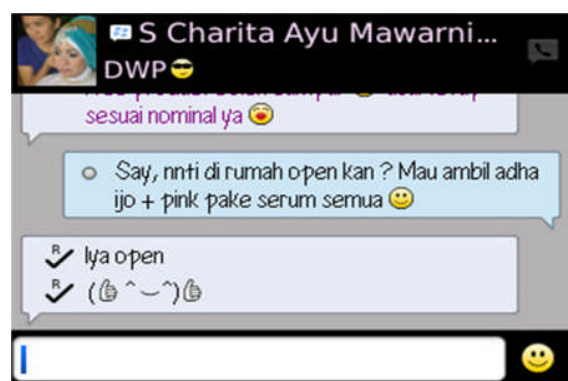 S Charita Ayu Mawarni...
DWP😎
sesuai nominal ya
Say, nnti di rumah open kan ? Mau ambil adha
ijo + pink pake serum semua
R Iya open
R (👍 ^‿^)👍